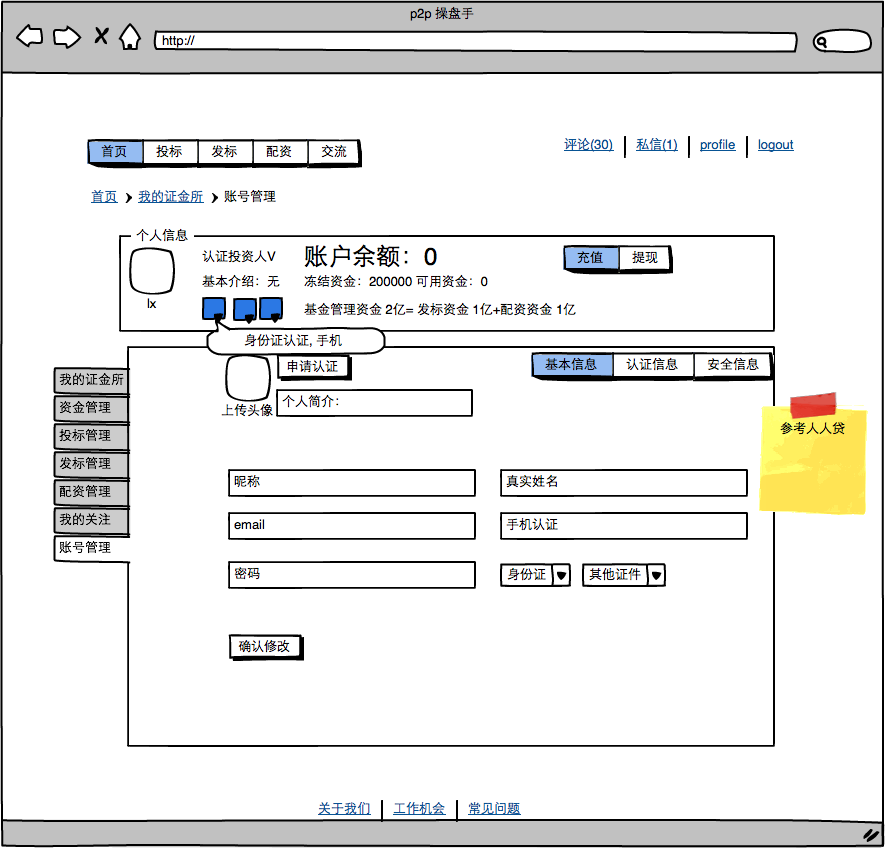 p2p 操盘手
http://
首页 投标 发标 配资 交流
评论(30) 私信(1) profile logout
首页 我的证金所 账号管理
个人信息
lx
认证投资人V
基本介绍：无
账户余额：0
冻结资金：200000 可用资金：0
基金管理资金 2亿= 发标资金 1亿+配资资金 1亿
充值 提现
身份证认证, 手机
我的证金所
资金管理
投标管理
发标管理
配资管理
我的关注
账号管理
上传头像
申请认证
个人简介：
基本信息 认证信息 安全信息
参考人人贷
昵称 真实姓名
email 手机认证
密码 身份证 其他证件
确认修改
关于我们 工作机会 常见问题